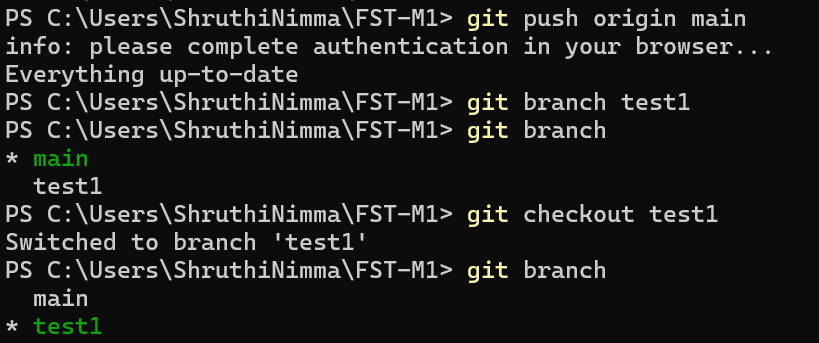 PS C:\Users\ShruthiNimma\FST-M1> git push origin main
info: please complete authentication in your browser...
Everything up-to-date
PS C:\Users\ShruthiNimma\FST-M1> git branch test1
PS C:\Users\ShruthiNimma\FST-M1> git branch
* main
  test1
PS C:\Users\ShruthiNimma\FST-M1> git checkout test1
Switched to branch 'test1'
PS C:\Users\ShruthiNimma\FST-M1> git branch
  main
* test1